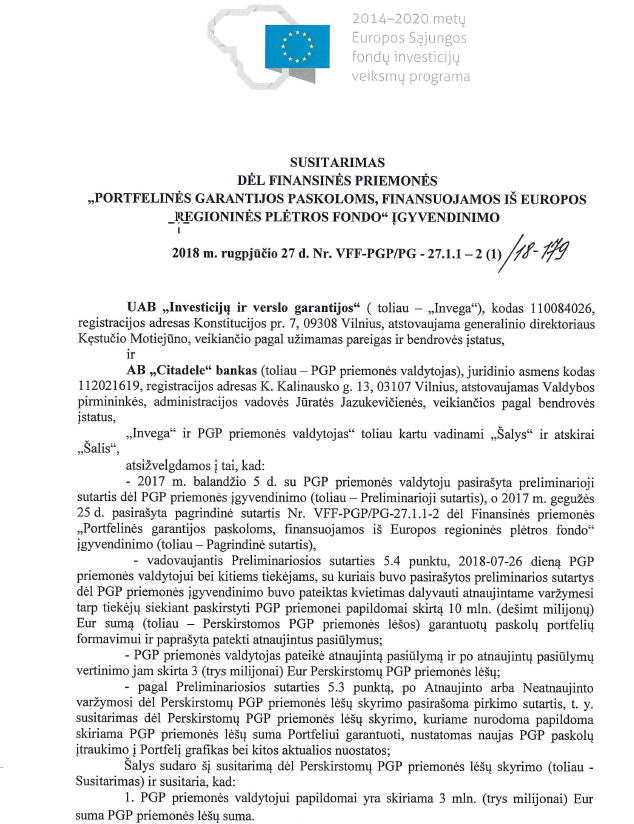 2014–2020 metų
Europos Sąjungos
fondų investicijų
veiksmų programa
SUSITARIMAS
DĖL FINANSINĖS PRIEMONĖS
„PORTFELINĖS GARANTIJOS PASKOLOMS, FINANSUOJAMOS IŠ EUROPOS
REGIONINĖS PLĖTROS FONDO“ ĮGYVENDINIMO
2018 m. rugpjūčio 27 d. Nr. VFF-PGP/PG - 27.1.1 – 2 (1) /18-179
UAB „Investicijų ir verslo garantijos“ ( toliau – „Invega“), kodas 110084026,
registracijos adresas Konstitucijos pr. 7, 09308 Vilnius, atstovaujama generalinio direktoriaus
Kęstučio Motiejūno, veikiančio pagal užimamas pareigas ir bendrovės įstatus,
ir
AB „Citadele“ bankas (toliau – PGP priemonės valdytojas), juridinio asmens kodas
112021619, registracijos adresas K. Kalinausko g. 13, 03107 Vilnius, atstovaujamas Valdybos
pirmininkės, administracijos vadovės Jūratės Jazukevičienės, veikiančios pagal bendrovės
įstatus,
„Invega“ ir PGP priemonės valdytojas“ toliau kartu vadinami „Šalys“ ir atskirai
„Šalis“,
atsižvelgdamos į tai, kad:
- 2017 m. balandžio 5 d. su PGP priemonės valdytoju pasirašyta preliminarioji
sutartis dėl PGP priemonės įgyvendinimo (toliau – Preliminarioji sutartis), o 2017 m. gegužės
25 d. pasirašyta pagrindinė sutartis Nr. VFF-PGP/PG-27.1.1-2 dėl Finansinės priemonės
„Portfelinės garantijos paskoloms, finansuojamos iš Europos regioninės plėtros fondo“
įgyvendinimo (toliau – Pagrindinė sutartis),
- vadovaujantis Preliminariosios sutarties 5.4 punktu, 2018-07-26 dieną PGP
priemonės valdytojui bei kitiems tiekėjams, su kuriais buvo pasirašytos preliminarios sutartys
dėl PGP priemonės įgyvendinimo buvo pateiktas kvietimas dalyvauti atnaujintame varžymesi
tarp tiekėjų siekiant paskirstyti PGP priemonei papildomai skirtą 10 mln. (dešimt milijonų)
Eur sumą (toliau – Perskirstomos PGP priemonės lėšos) garantuotų paskolų portfelių
formavimui ir paprašyta patekti atnaujintus pasiūlymus;
- PGP priemonės valdytojas pateikė atnaujintą pasiūlymą ir po atnaujintų pasiūlymų
vertinimo jam skirta 3 (trys milijonai) Eur Perskirstomų PGP priemonės lėšų;
- pagal Preliminariosios sutarties 5.3 punktą, po Atnaujinto arba Neatnaujinto
varžymosi dėl Perskirstomų PGP priemonės lėšų skyrimo pasirašoma pirkimo sutartis, t. y.
susitarimas dėl Perskirstomų PGP priemonės lėšų skyrimo, kuriame nurodoma papildoma
skiriama PGP priemonės lėšų suma Portfeliui garantuoti, nustatomas naujas PGP paskolų
įtraukimo į Portfelį grafikas bei kitos aktualios nuostatos;
Šalys sudaro šį susitarimą dėl Perskirstomų PGP priemonės lėšų skyrimo (toliau -
Susitarimas) ir susitaria, kad:
1. PGP priemonės valdytojui papildomai yra skiriama 3 mln. (trys milijonai) Eur
suma PGP priemonės lėšų suma.